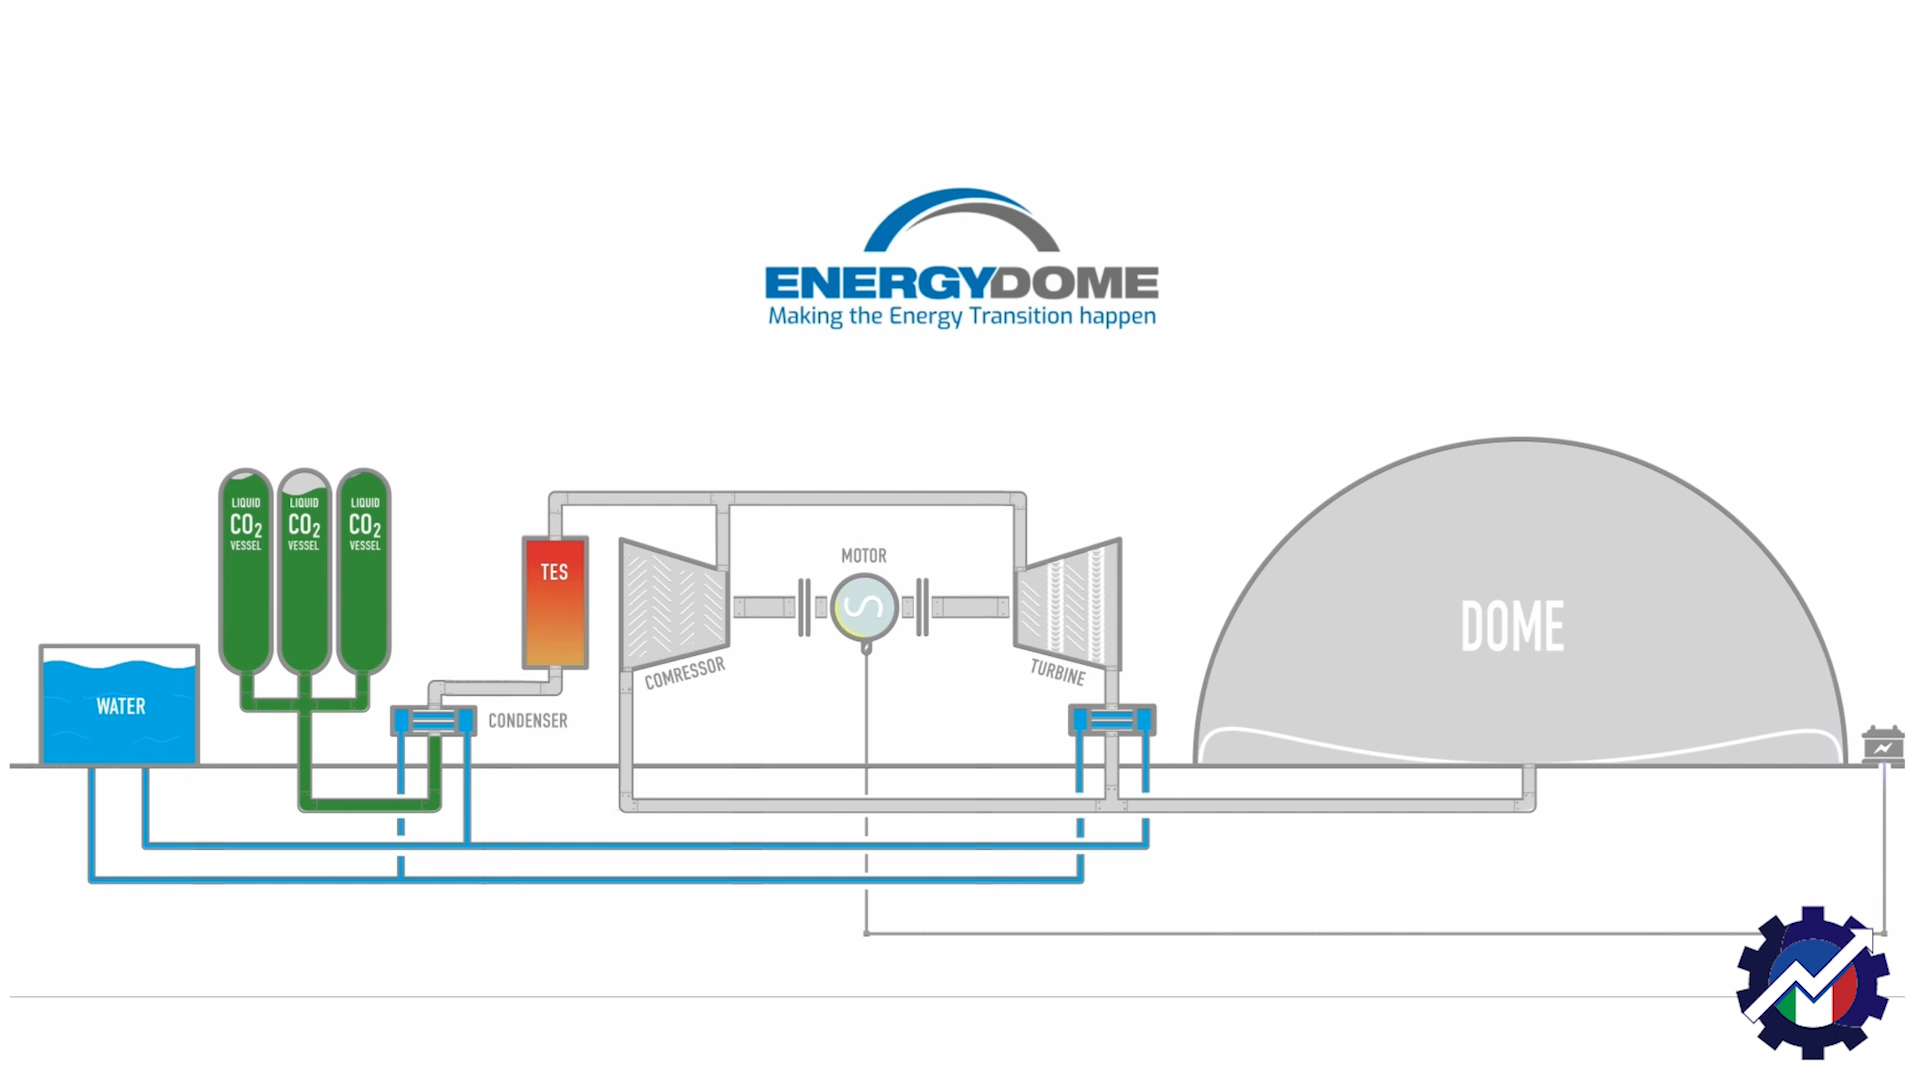 ENERGYDOME
Making the Energy Transition happen
LIQUID
CO2
VESSEL
LIQUID
CO2
VESSEL
LIQUID
CO2
VESSEL
WATER
TES
CONDENSER
COMRESSOR
MOTOR
TURBINE
DOME